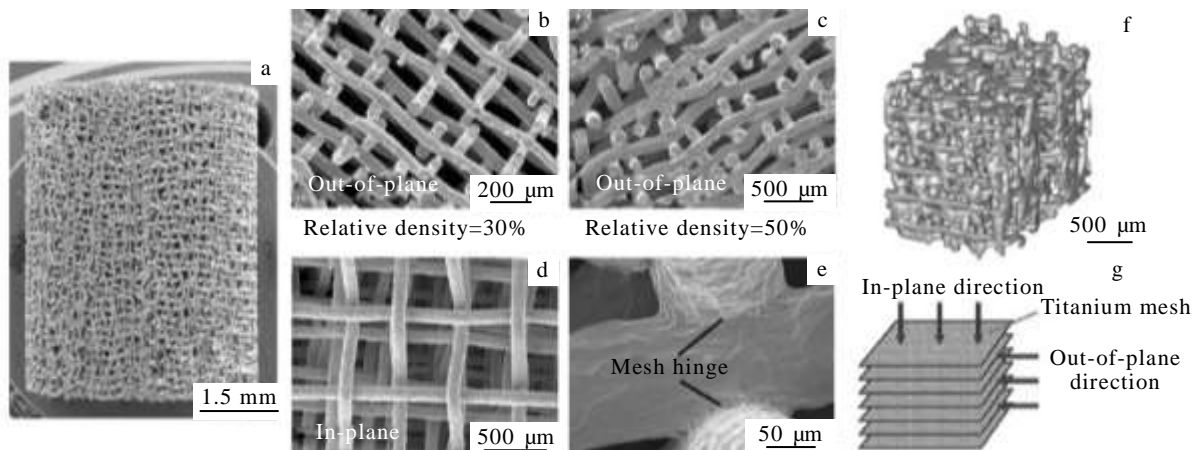 a
1.5 mm
b
Out-of-plane
200 μm
Relative density=30%
c
Out-of-plane
500 μm
Relative density=50%
d
In-plane
500 μm
e
Mesh hinge
50 μm
f
500 μm
g
In-plane direction
Titanium mesh
Out-of-plane
direction